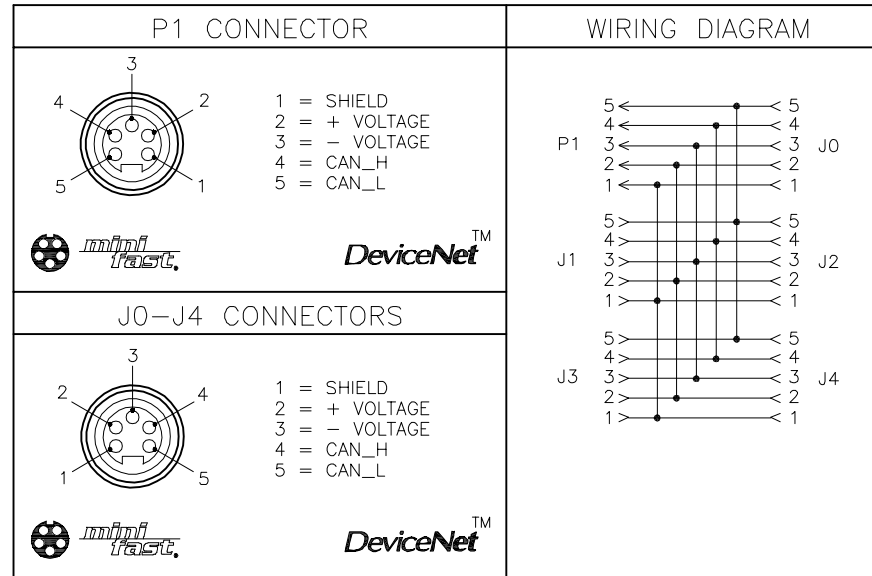 P1 CONNECTOR
3
4
2
5
1
1 = SHIELD
2 = + VOLTAGE
3 = - VOLTAGE
4 = CAN_H
5 = CAN_L
mini
fast.
DeviceNet™
J0-J4 CONNECTORS
3
2
4
1
5
1 = SHIELD
2 = + VOLTAGE
3 = - VOLTAGE
4 = CAN_H
5 = CAN_L
mini
fast.
DeviceNet™
WIRING DIAGRAM
5 5
4 4
P1 3 3 J0
2 2
1 1
5 5
4 4
J1 3 3 J2
2 2
1 1
5 5
4 4
J3 3 3 J4
2 2
1 1